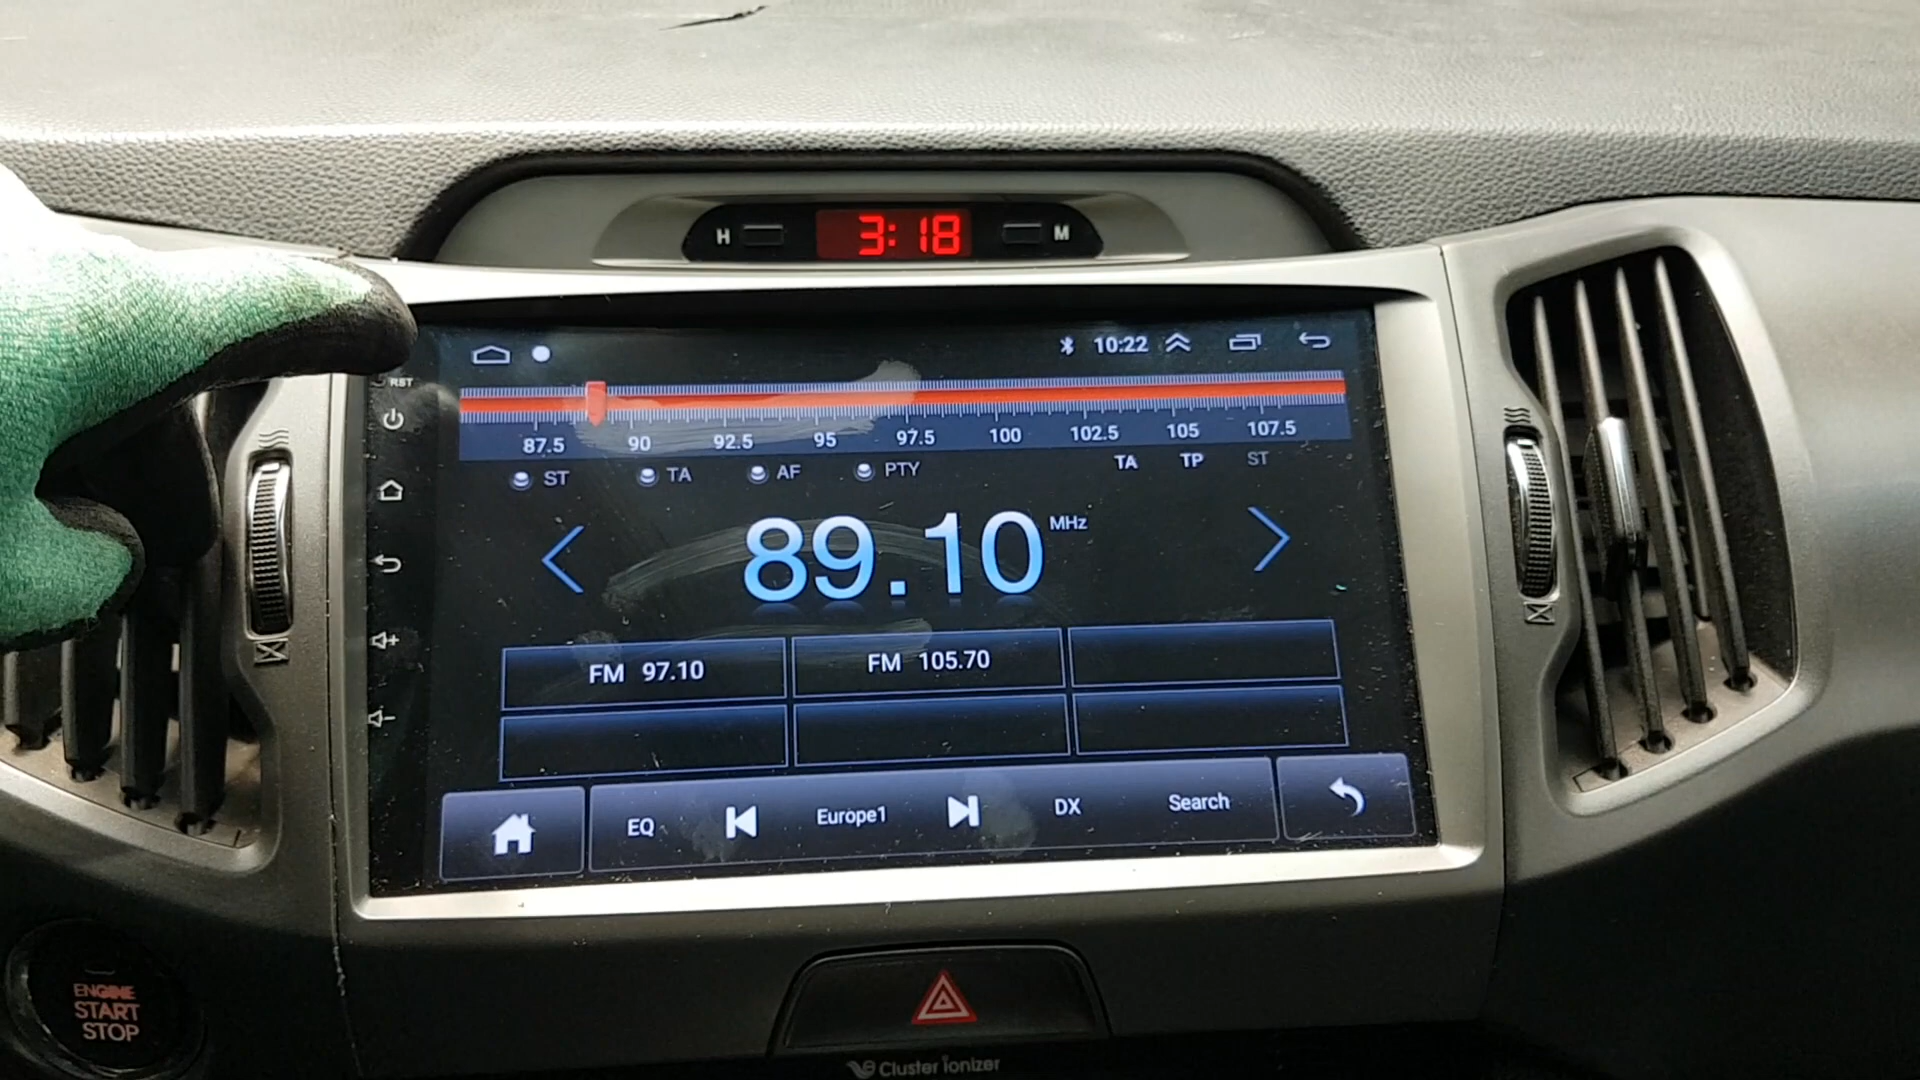 H 3:18 M
10:22
RST
87.5 90 92.5 95 97.5 100 102.5 105 107.5
ST TA AF PTY TA TP ST
89.10 MHz
FM 97.10 FM 105.70
EQ Europe1 DX Search
ENGINE
START
STOP
Cluster ionizer